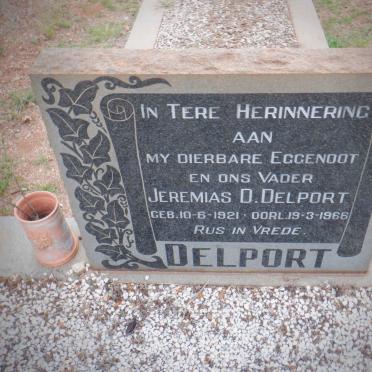 In Tere Herinnering
aan
my dierbare Eggenoot
en ons Vader
Jeremias D. Delport
Geb. 10-6-1921 · Oorl. 19-3-1966
Rus in Vrede.
Delport